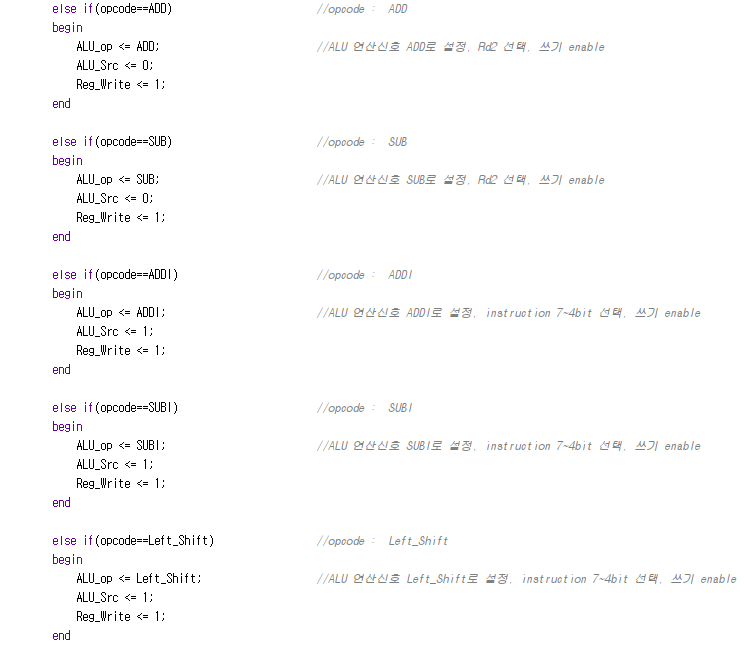 else if(opcode==ADD) //opcode : ADD
begin
ALU_op <= ADD; //ALU 연산신호 ADD로 설정, Rd2 선택, 쓰기 enable
ALU_Src <= 0;
Reg_Write <= 1;
end
else if(opcode==SUB) //opcode : SUB
begin
ALU_op <= SUB; //ALU 연산신호 SUB로 설정, Rd2 선택, 쓰기 enable
ALU_Src <= 0;
Reg_Write <= 1;
end
else if(opcode==ADDI) //opcode : ADDI
begin
ALU_op <= ADDI; //ALU 연산신호 ADDI로 설정, instruction 7~4bit 선택, 쓰기 enable
ALU_Src <= 1;
Reg_Write <= 1;
end
else if(opcode==SUBI) //opcode : SUBI
begin
ALU_op <= SUBI; //ALU 연산신호 SUBI로 설정, instruction 7~4bit 선택, 쓰기 enable
ALU_Src <= 1;
Reg_Write <= 1;
end
else if(opcode==Left_Shift) //opcode : Left_Shift
begin
ALU_op <= Left_Shift; //ALU 연산신호 Left_Shift로 설정, instruction 7~4bit 선택, 쓰기 enable
ALU_Src <= 1;
Reg_Write <= 1;
end